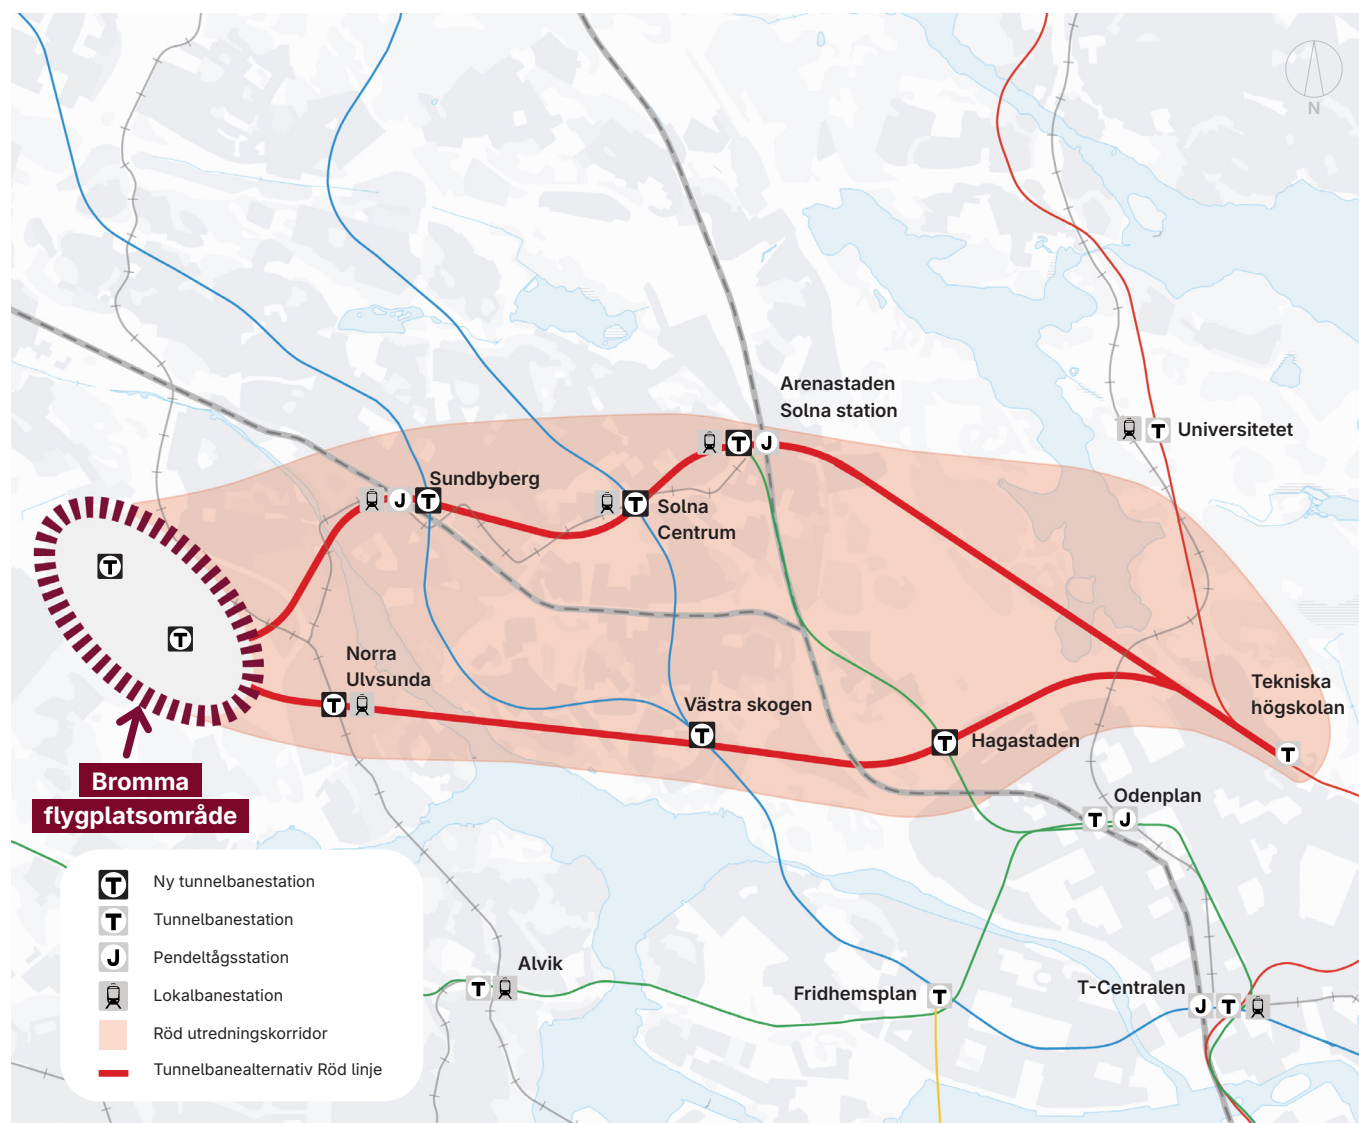 N
Arenastaden
Solna station
J
T
Universitetet
T
Sundbyberg
J
T
T
Solna
Centrum
T
T
Norra
Ulvsunda
T
Västra skogen
T
T
Hagastaden
Tekniska
högskolan
T
Bromma
flygplatsområde
Odenplan
T
J
T
Ny tunnelbanestation
T
Tunnelbanestation
J
Pendeltågsstation
Lokalbanestation
Röd utredningskorridor
Tunnelbanealternativ Röd linje
Alvik
T
Fridhemsplan
T
T-Centralen
J
T